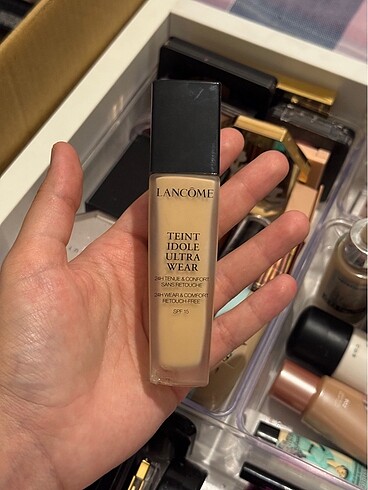 LANCÔME
TEINT
IDOLE
ULTRA
WEAR
24H TENUE & CONFORT
SANS RETOUCHE
24H WEAR & COMFORT
RETOUCH-FREE
SPF 15